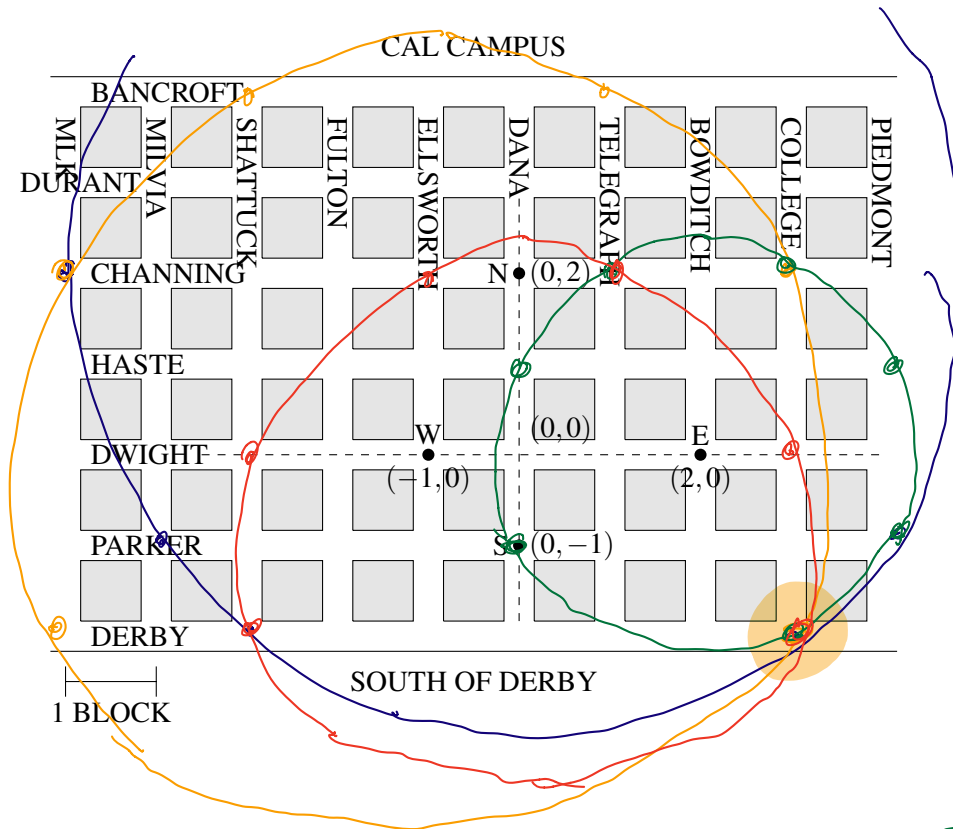 CAL CAMPUS
BANCROFT
MLK
MILVIA
SHATTUCK
FULTON
ELLSWORTH
DANA
TELEGRAPH
BOWDITCH
COLLEGE
PIEDMONT
DURANT
CHANNING
N (0,2)
HASTE
(0,0)
W
E
DWIGHT
(−1,0)
(2,0)
PARKER
S (0,−1)
DERBY
SOUTH OF DERBY
1 BLOCK